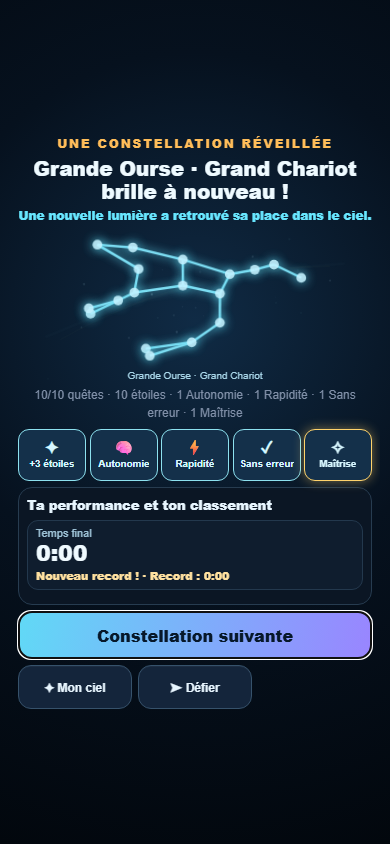 UNE CONSTELLATION RÉVEILLÉE
Grande Ourse · Grand Chariot
brille à nouveau !
Une nouvelle lumière a retrouvé sa place dans le ciel.
Grande Ourse · Grand Chariot
10/10 quêtes · 10 étoiles · 1 Autonomie · 1 Rapidité · 1 Sans
erreur · 1 Maîtrise
+3 étoiles
Autonomie
Rapidité
Sans erreur
Maîtrise
Ta performance et ton classement
Temps final
0:00
Nouveau record ! · Record : 0:00
Constellation suivante
Mon ciel
Défier